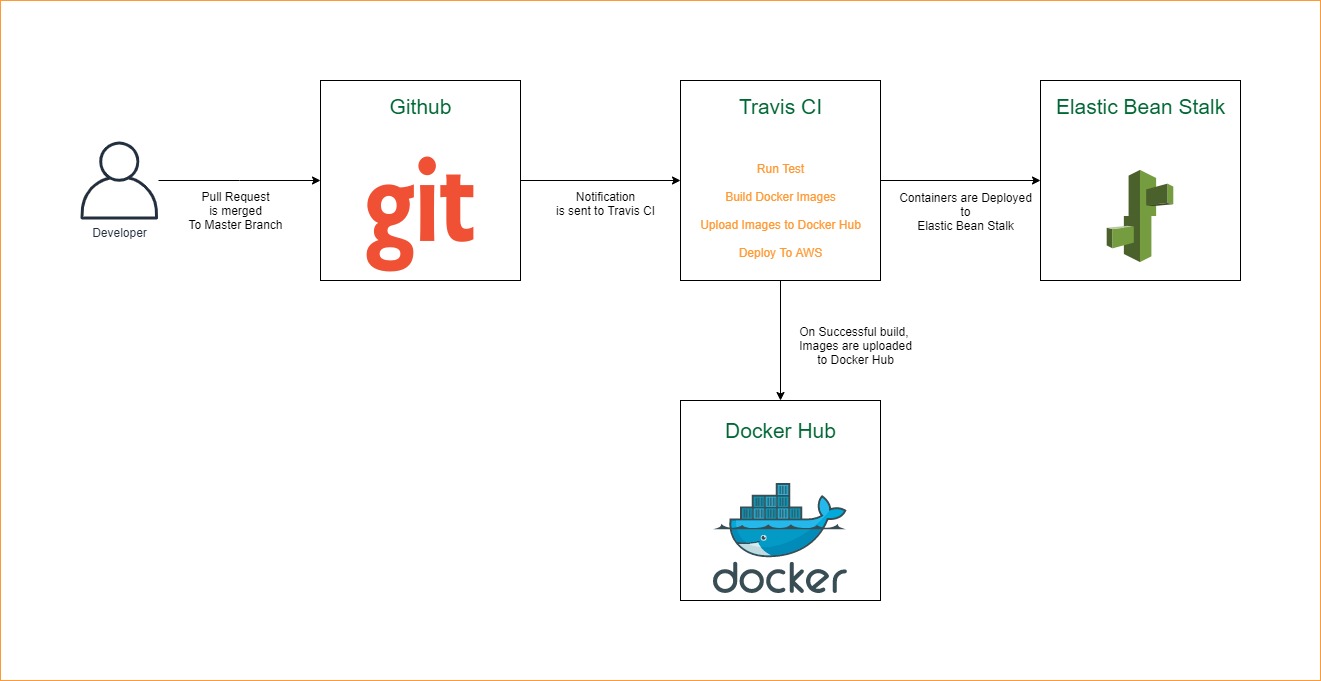 Github
git
Developer
Pull Request
is merged
To Master Branch
Notification
is sent to Travis CI
Travis CI
Run Test
Build Docker Images
Upload Images to Docker Hub
Deploy To AWS
Containers are Deployed
to
Elastic Bean Stalk
Elastic Bean Stalk
On Successful build,
Images are uploaded
to Docker Hub
Docker Hub
docker